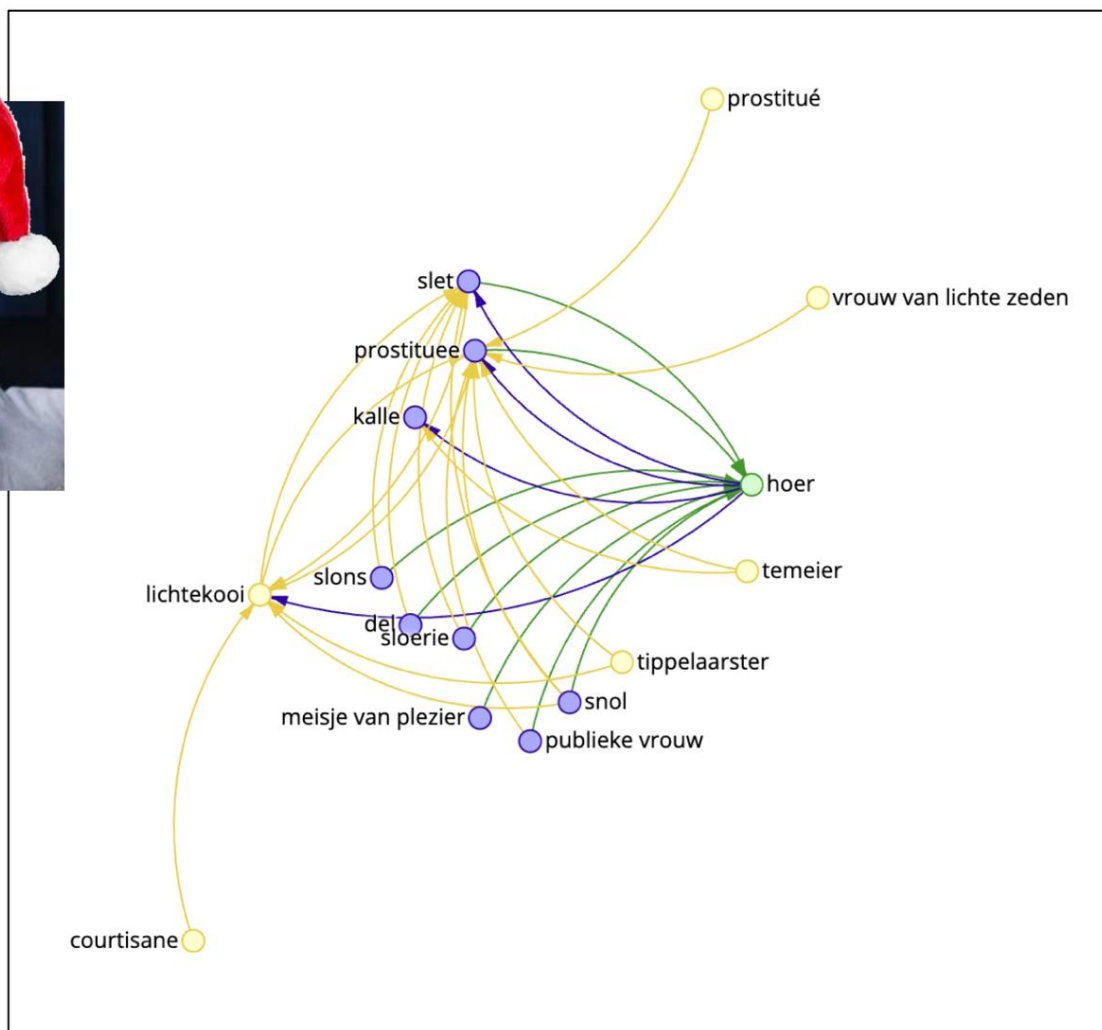 prostitué
slet
vrouw van lichte zeden
prostituee
kalle
hoer
temeier
slons
lichtekooi
del
sloerie
tippelaarster
snol
meisje van plezier
publieke vrouw
courtisane